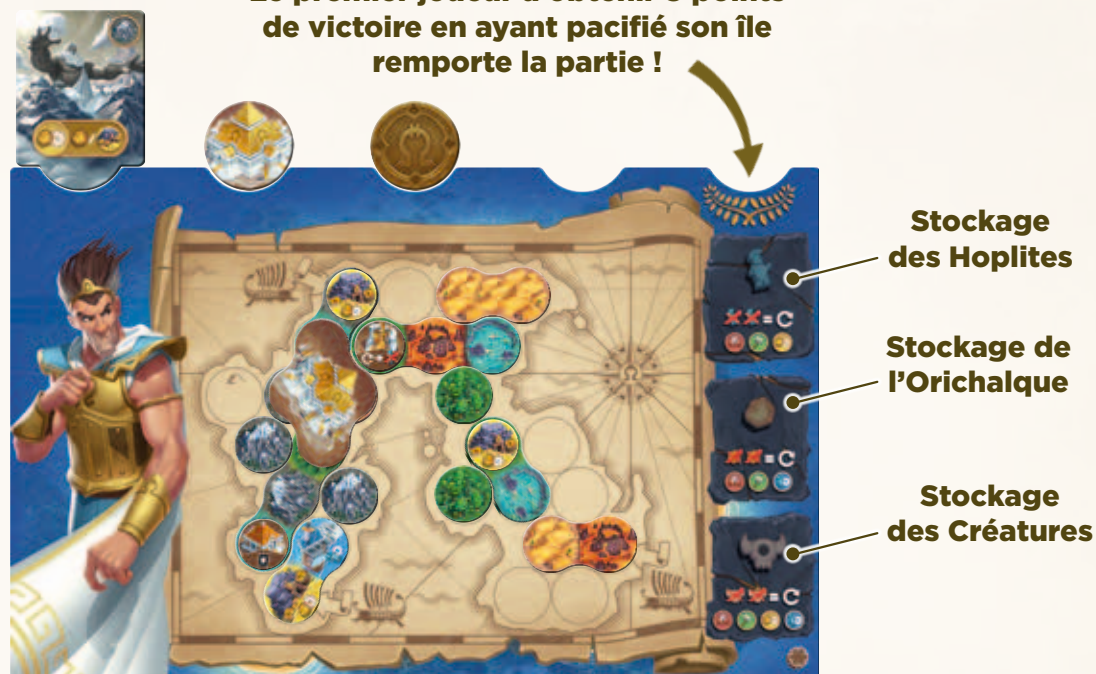 de victoire en ayant pacifié son île
remporte la partie !
Stockage
des Hoplites
Stockage de
l'Orichalque
Stockage
des Créatures